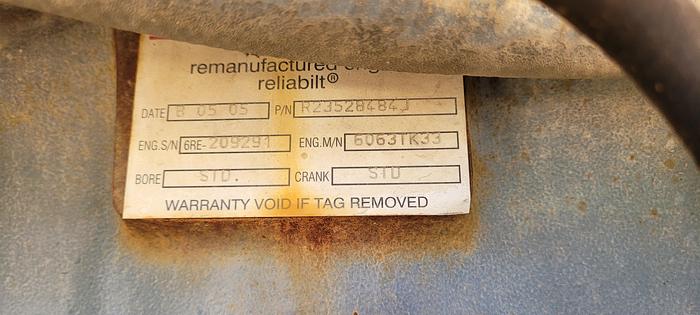 remanufactured
reliabilt®
DATE 8 05 05 P/N R23528484J
ENG.S/N 6RE-209291 ENG.M/N 6063TK33
BORE STD. CRANK STD
WARRANTY VOID IF TAG REMOVED